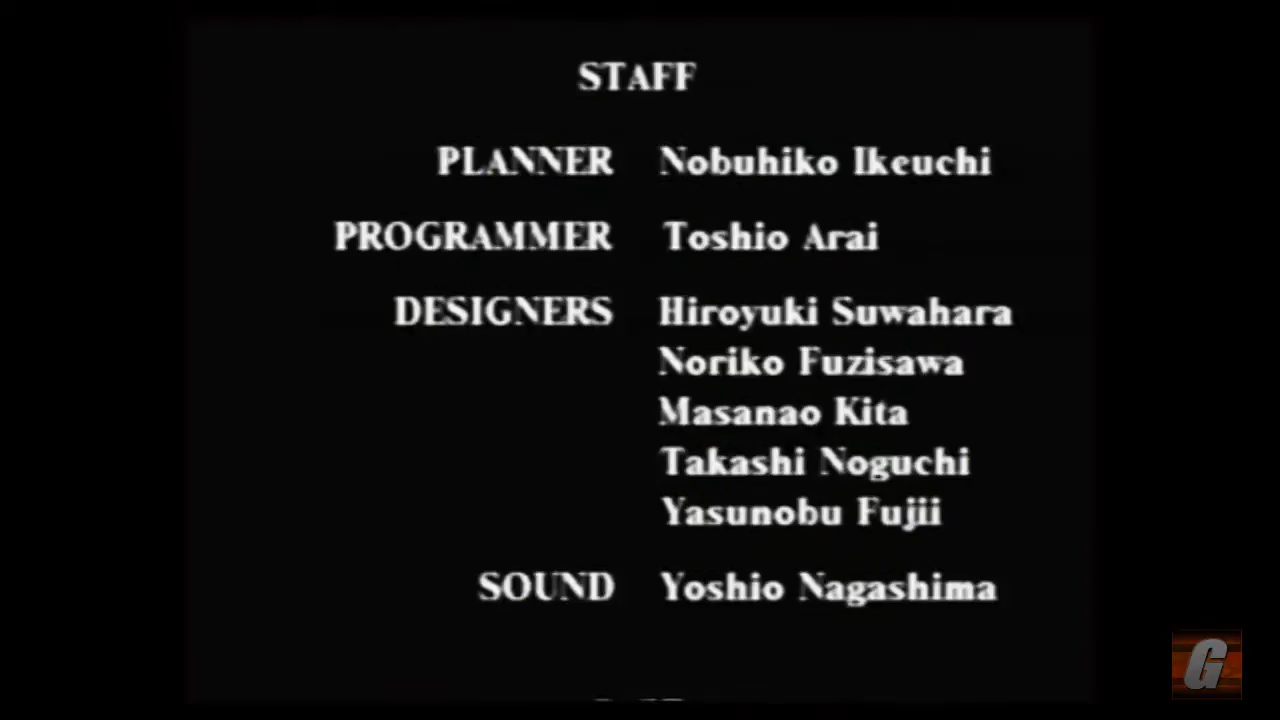 STAFF
PLANNER Nobuhiko Ikeuchi
PROGRAMMER Toshio Arai
DESIGNERS Hiroyuki Suwahara
Noriko Fuzisawa
Masanao Kita
Takashi Noguchi
Yasunobu Fujii
SOUND Yoshio Nagashima
G